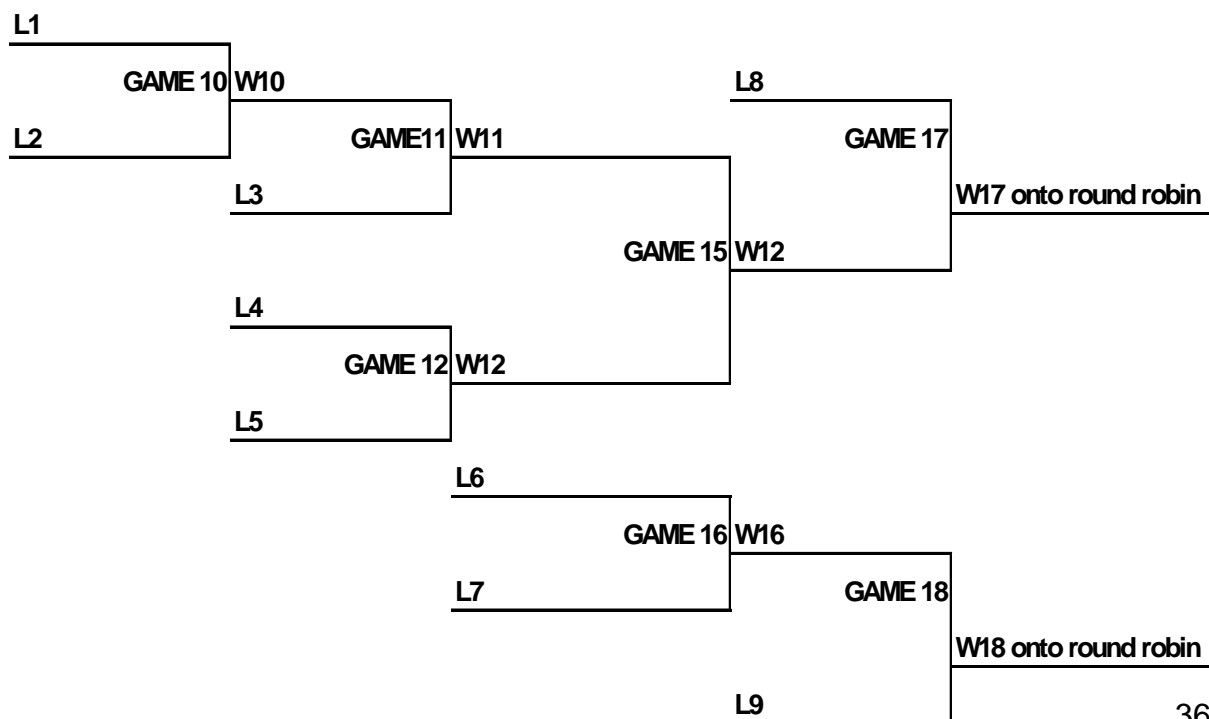 L1
GAME 10 W10
L8
L2
GAME11 W11
GAME 17
L3
W17 onto round robin
GAME 15 W12
L4
GAME 12 W12
L5
L6
GAME 16 W16
L7
GAME 18
W18 onto round robin
L9
36